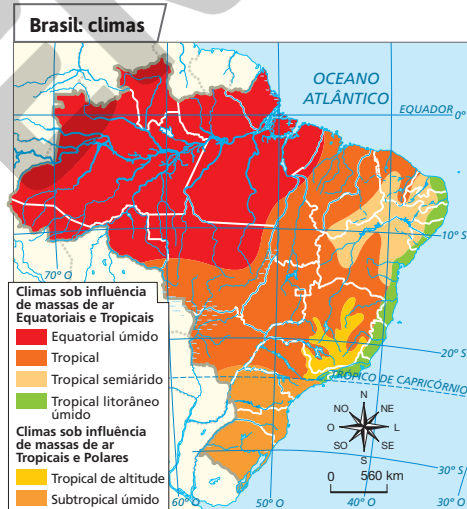 Brasil: climas
OCEANO
ATLÂNTICO
EQUADOR
0°
10° S
70° O
20° S
TRÓPICO DE CAPRICÓRNIO
Climas sob influência
de massas de ar
Equatoriais e Tropicais
Equatorial úmido
Tropical
Tropical semiárido
Tropical litorâneo
úmido
Climas sob influência
de massas de ar
Tropicais e Polares
Tropical de altitude
Subtropical úmido
N
NO NE
O L
SO SE
S
0 560 km
60° O
50° O
40° O
30° O
30° S